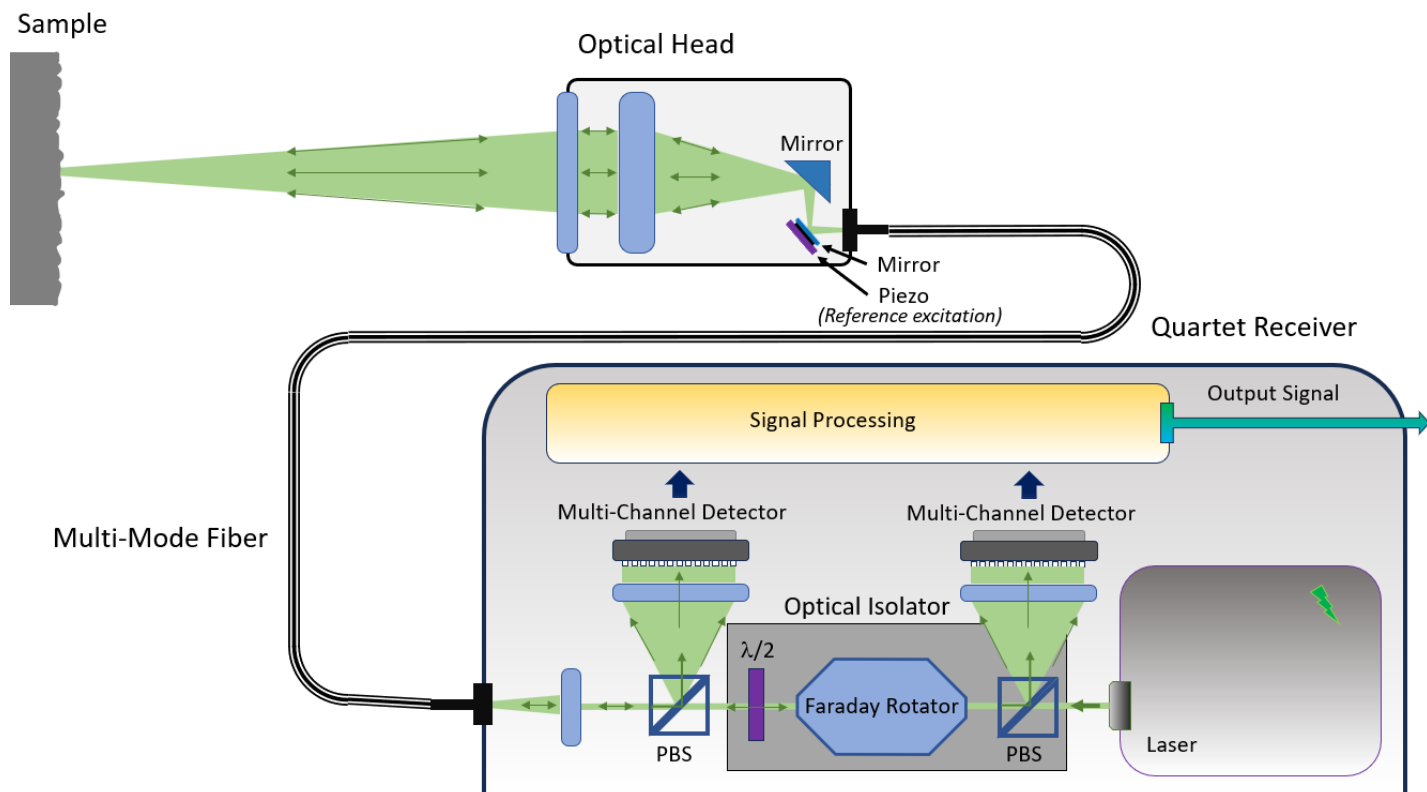 Sample
Optical Head
Mirror
Mirror
Piezo
(Reference excitation)
Quartet Receiver
Output Signal
Signal Processing
Multi-Channel Detector
Multi-Channel Detector
Multi-Mode Fiber
Optical Isolator
λ/2
Faraday Rotator
PBS
PBS
Laser